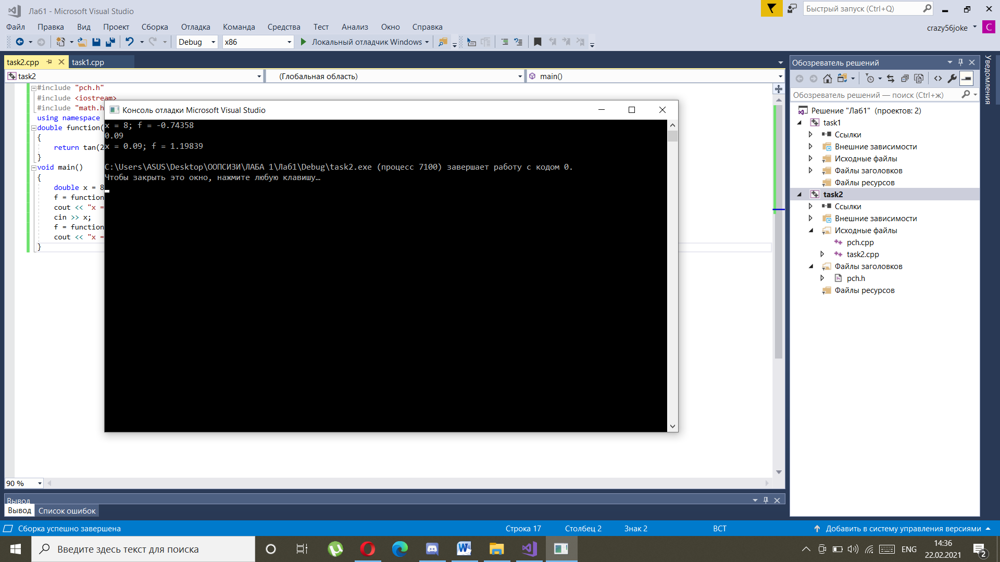 Лаб1 - Microsoft Visual Studio
Быстрый запуск (Ctrl+Q)
Файл Правка Вид Проект Сборка Отладка Команда Средства Тест Анализ Окно Справка
crazy56joke
C
Debug x86 Локальный отладчик Windows
task2.cpp task1.cpp
task2 (Глобальная область) main()
#include "pch.h"
#include <iostream>
#include "math.h
using namespace
double function(
{
return tan(2
}
void main()
{
double x = 8
f = function
cout << "x =
cin >> x;
f = function
cout << "x =
}
Консоль отладки Microsoft Visual Studio
x = 8; f = -0.74358
0.09
x = 0.09; f = 1.19839
C:\Users\ASUS\Desktop\ООПСИЗИ\ЛАБА 1\Лаб1\Debug\task2.exe (процесс 7100) завершает работу с кодом 0.
Чтобы закрыть это окно, нажмите любую клавишу…
90 %
Вывод
Вывод Список ошибок
Обозреватель решений
Обозреватель решений — поиск (Ctrl+ж)
Решение "Лаб1" (проектов: 2)
task1
Ссылки
Внешние зависимости
Исходные файлы
Файлы заголовков
Файлы ресурсов
task2
Ссылки
Внешние зависимости
Исходные файлы
pch.cpp
task2.cpp
Файлы заголовков
pch.h
Файлы ресурсов
Уведомления
Сборка успешно завершена Строка 17 Столбец 2 Знак 2 ВСТ Добавить в систему управления версиями
Введите здесь текст для поиска
ENG
14:36
22.02.2021
2